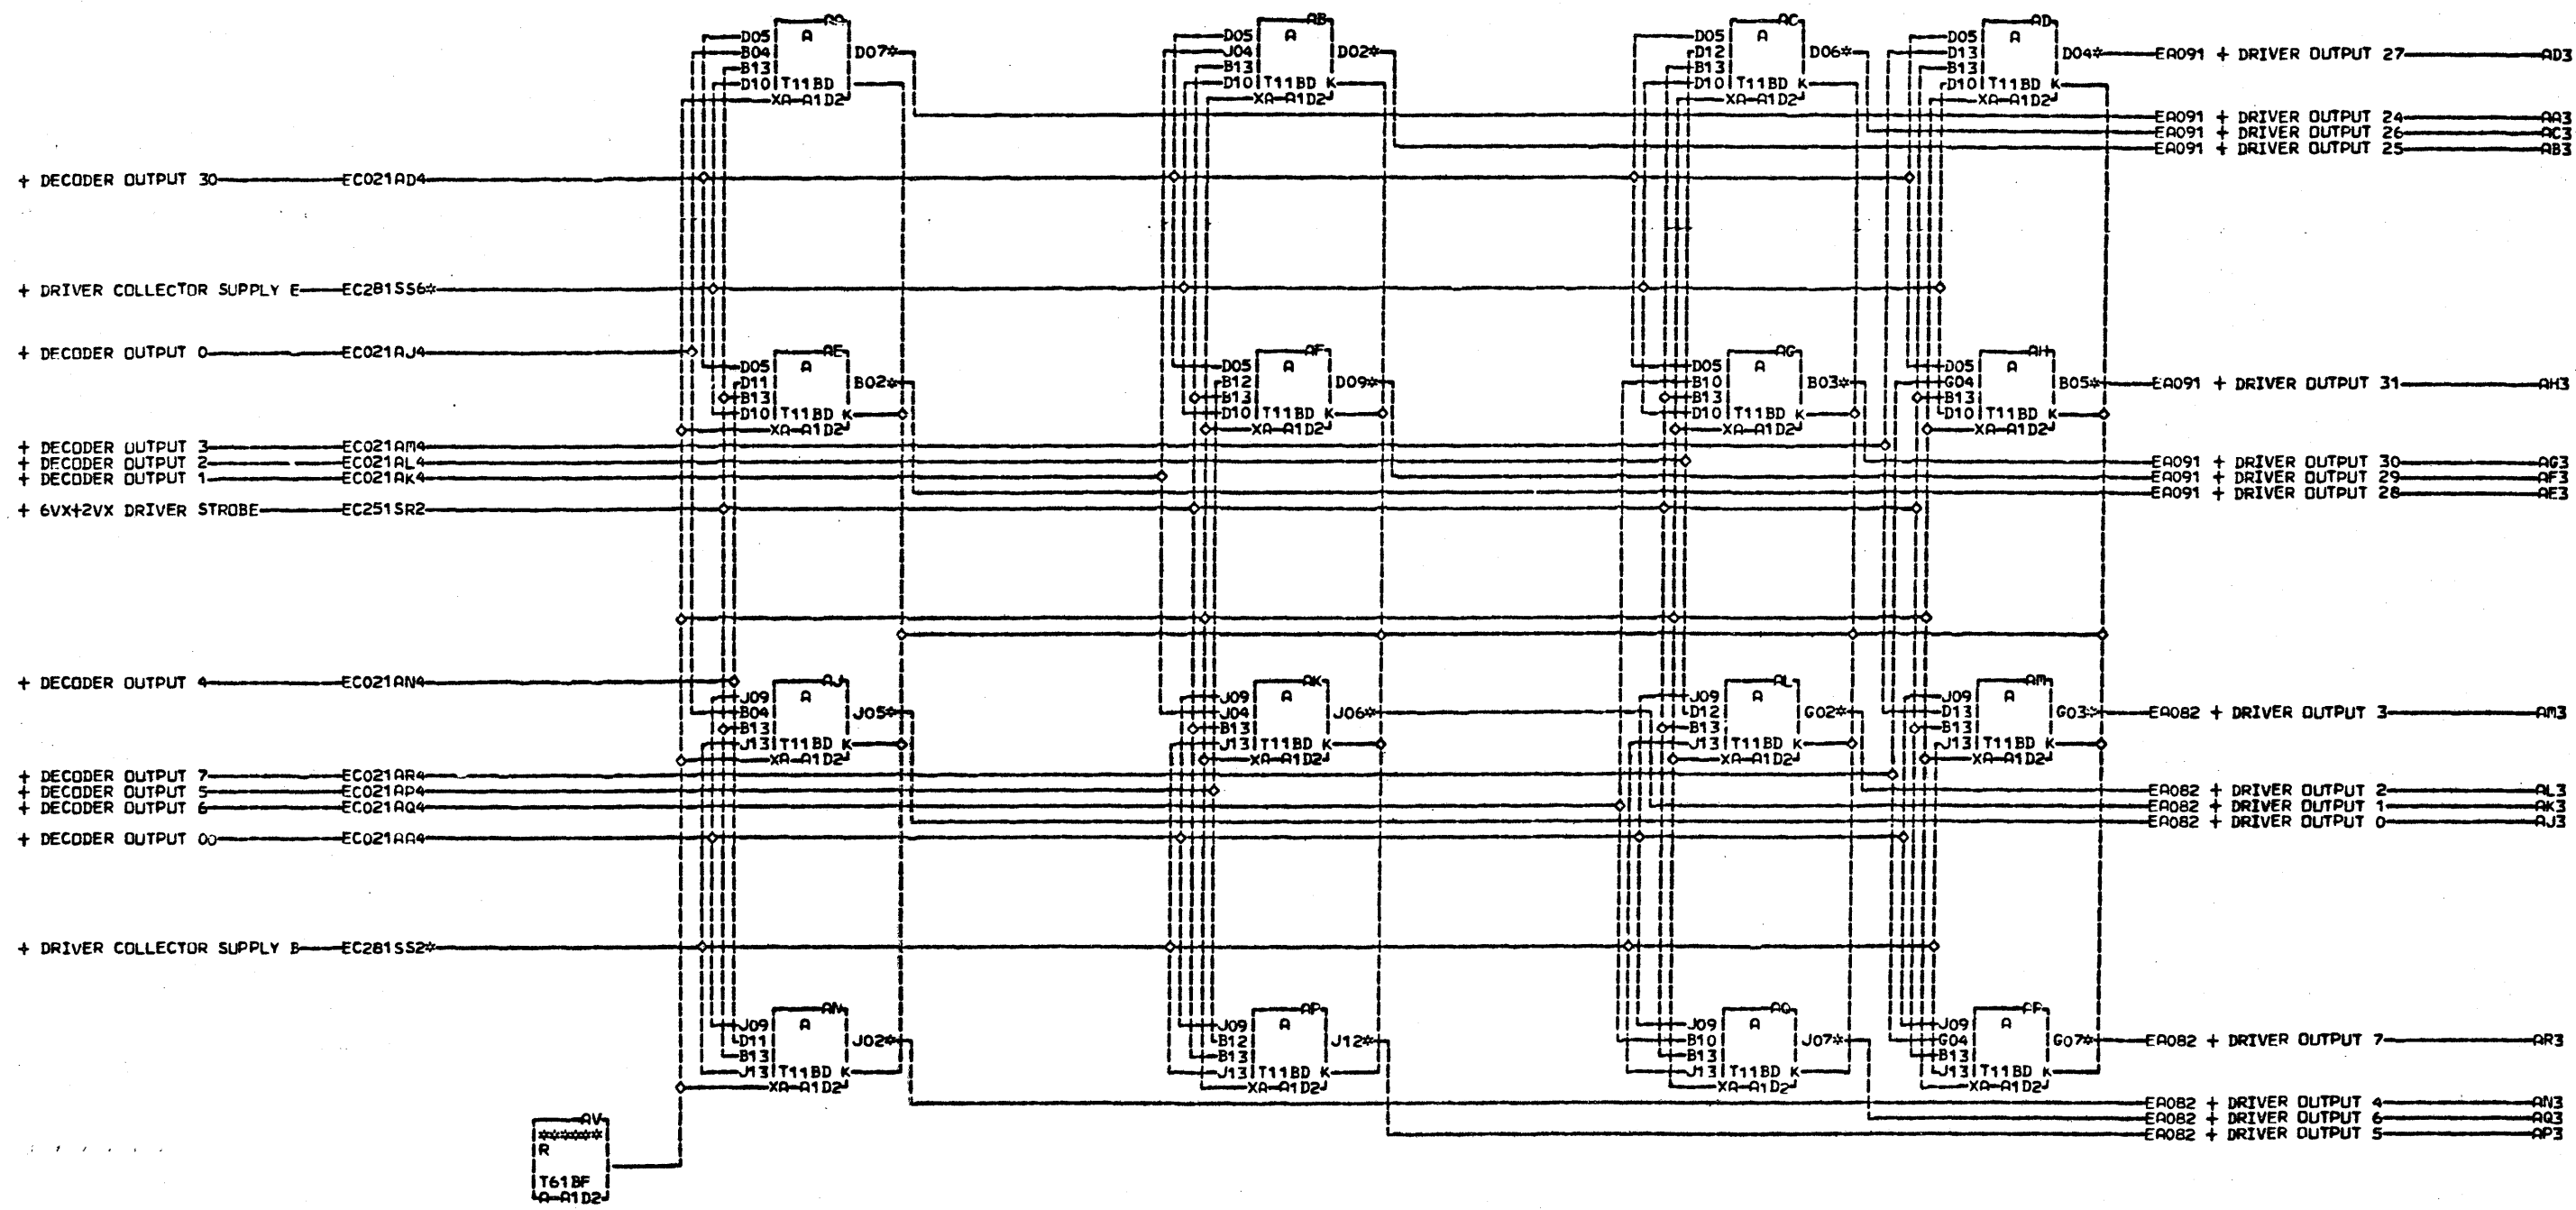 AB AC AD
D05 A D05 A D05 A D05 A
B04 D07* J04 D02* D12 D06* D13 D04* EA091 + DRIVER OUTPUT 27 AD3
B13 B13 B13 B13
D10 T11BD D10 T11BD K D10 T11BD K D10 T11BD K
XA-A1D2 XA-A1D2 XA-A1D2 XA-A1D2
EA091 + DRIVER OUTPUT 24 AA3
EA091 + DRIVER OUTPUT 26 AC3
EA091 + DRIVER OUTPUT 25 AB3
+ DECODER OUTPUT 30 EC021AD4
+ DRIVER COLLECTOR SUPPLY E EC281SS6*
+ DECODER OUTPUT 0 EC021AJ4
AE AF AG AH
D05 A D05 A D05 A D05 A
D11 B02* B12 D09* B10 B03* G04 B05* EA091 + DRIVER OUTPUT 31 AH3
B13 B13 B13 B13
D10 T11BD K D10 T11BD K D10 T11BD K D10 T11BD K
XA-A1D2 XA-A1D2 XA-A1D2 XA-A1D2
+ DECODER OUTPUT 3 EC021AM4
+ DECODER OUTPUT 2 EC021AL4 EA091 + DRIVER OUTPUT 30 AG3
+ DECODER OUTPUT 1 EC021AK4 EA091 + DRIVER OUTPUT 29 AF3
EA091 + DRIVER OUTPUT 28 AE3
+ 6VX+2VX DRIVER STROBE EC251SR2
+ DECODER OUTPUT 4 EC021AN4
AJ AK AL AM
J09 A J09 A J09 A J09 A
B04 J05* J04 J06* D12 G02* D13 G03* EA082 + DRIVER OUTPUT 3 AM3
B13 B13 B13 B13
J13 T11BD K J13 T11BD K J13 T11BD K J13 T11BD K
XA-A1D2 XA-A1D2 XA-A1D2 XA-A1D2
+ DECODER OUTPUT 7 EC021AR4
+ DECODER OUTPUT 5 EC021AP4 EA082 + DRIVER OUTPUT 2 AL3
+ DECODER OUTPUT 6 EC021AQ4 EA082 + DRIVER OUTPUT 1 AK3
EA082 + DRIVER OUTPUT 0 AJ3
+ DECODER OUTPUT 00 EC021AA4
+ DRIVER COLLECTOR SUPPLY B EC281SS2*
AN AP AQ
J09 A J09 A J09 A J09 A
D11 J02* B12 J12* B10 J07* G04 G07* EA082 + DRIVER OUTPUT 7 AR3
B13 B13 B13 B13
J13 T11BD K J13 T11BD K J13 T11BD K J13 T11BD K
XA-A1D2 XA-A1D2 XA-A1D2 XA-A1D2
EA082 + DRIVER OUTPUT 4 AN3
EA082 + DRIVER OUTPUT 6 AQ3
EA082 + DRIVER OUTPUT 5 AP3
AV
******
R
T61BF
A-A1D2